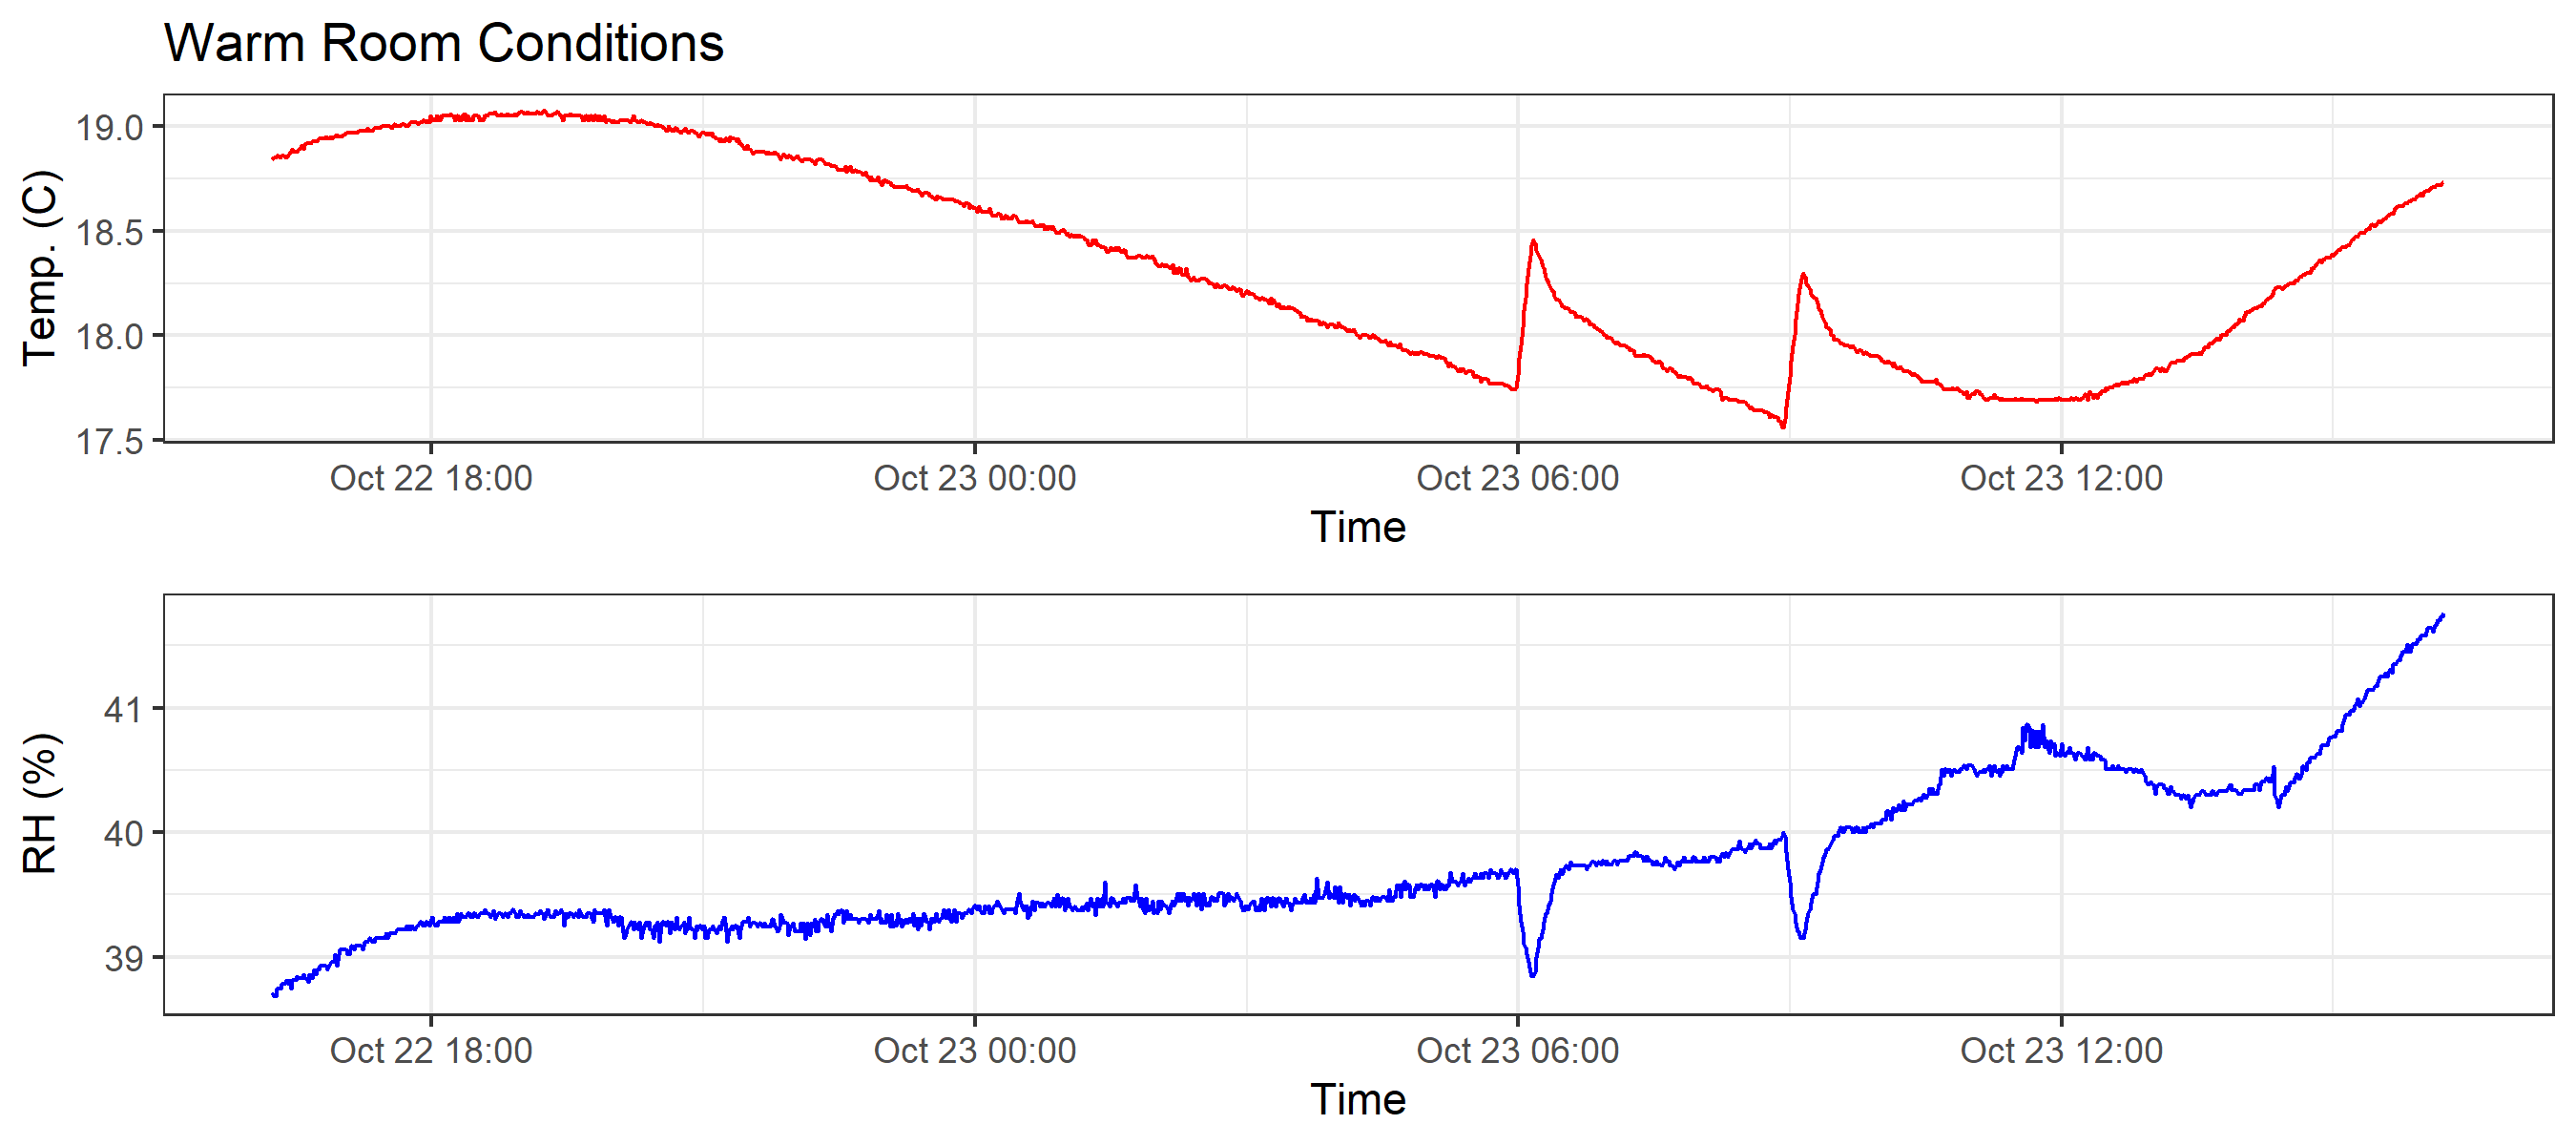 Warm Room Conditions
Temp. (C)
19.0
18.5
18.0
17.5
Oct 22 18:00 Oct 23 00:00 Oct 23 06:00 Oct 23 12:00
Time
RH (%)
41
40
39
Oct 22 18:00 Oct 23 00:00 Oct 23 06:00 Oct 23 12:00
Time